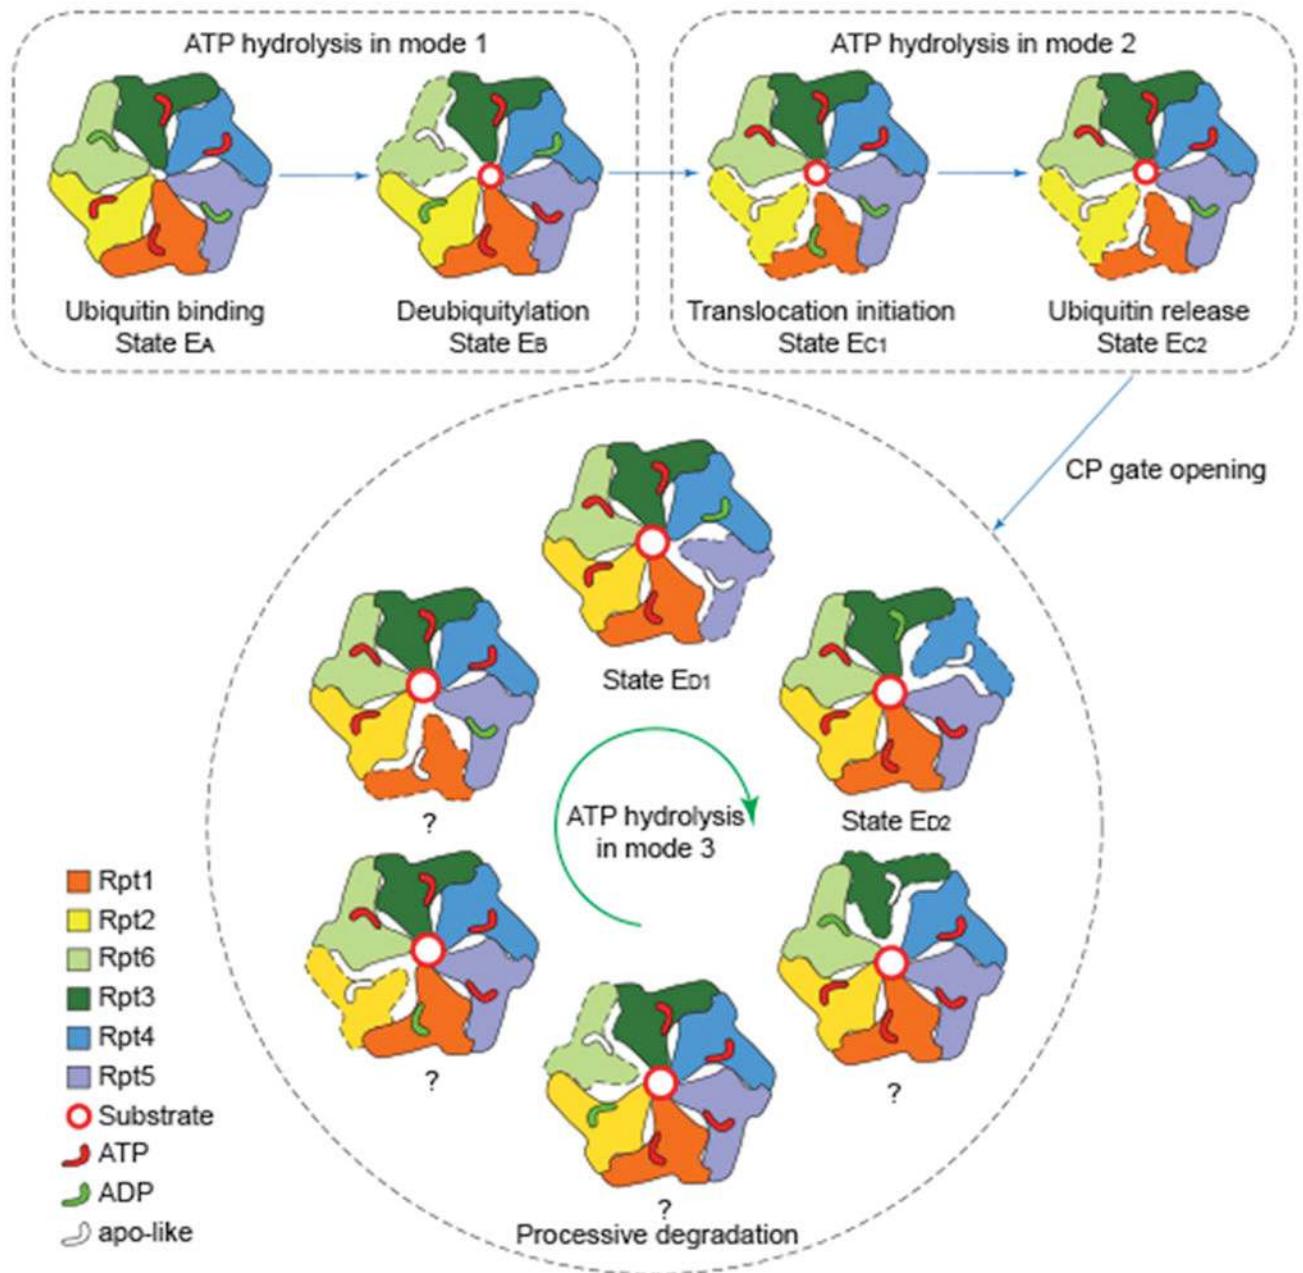 ATP hydrolysis in mode 1
ATP hydrolysis in mode 2
Ubiquitin binding
State EA
Deubiquitylation
State EB
Translocation initiation
State EC1
Ubiquitin release
State EC2
CP gate opening
State ED1
State ED2
?
ATP hydrolysis
in mode 3
?
?
?
Processive degradation
Rpt1
Rpt2
Rpt6
Rpt3
Rpt4
Rpt5
Substrate
ATP
ADP
apo-like